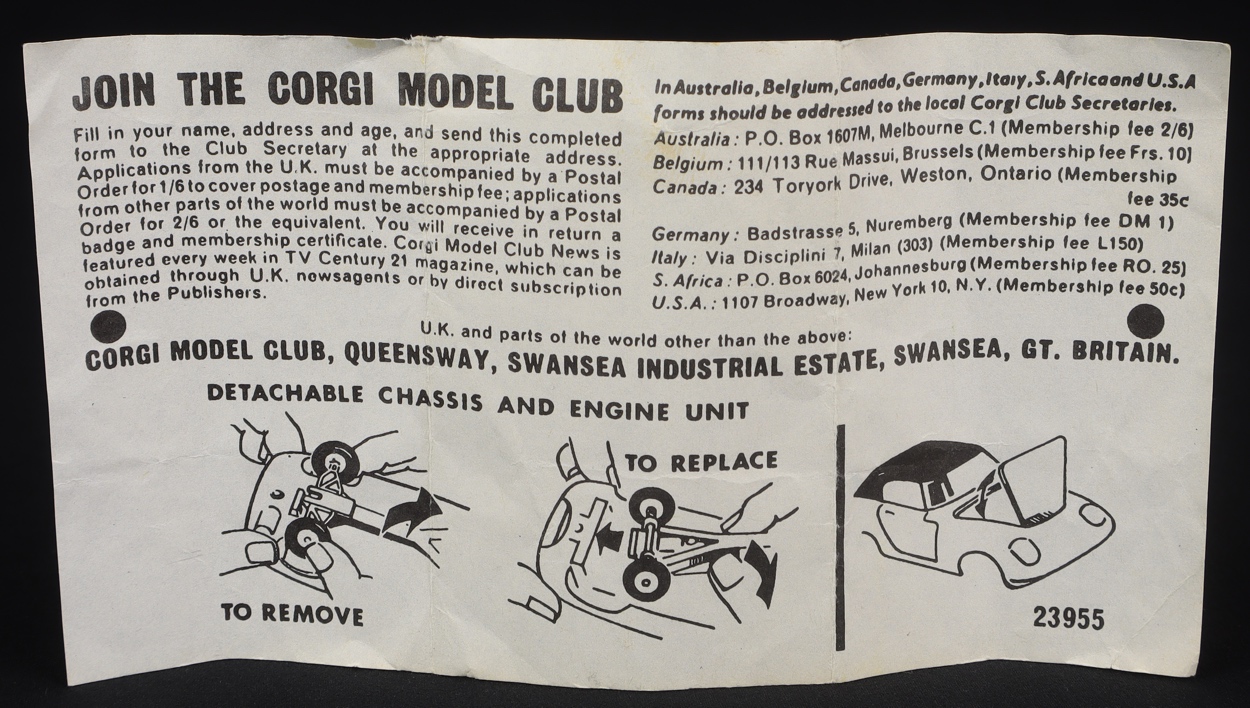 JOIN THE CORGI MODEL CLUB
Fill in your name, address and age, and send this completed
form to the Club Secretary at the appropriate address.
Applications from the U.K. must be accompanied by a Postal
Order for 1/6 to cover postage and membership fee; applications
from other parts of the world must be accompanied by a Postal
Order for 2/6 or the equivalent. You will receive in return a
badge and membership certificate. Corgi Model Club News is
featured every week in TV Century 21 magazine, which can be
obtained through U.K. newsagents or by direct subscription
from the Publishers.
In Australia, Belgium, Canada, Germany, Italy, S. Africa and U.S.A
forms should be addressed to the local Corgi Club Secretaries.
Australia : P.O. Box 1607M, Melbourne C.1 (Membership fee 2/6)
Belgium : 111/113 Rue Massui, Brussels (Membership fee Frs. 10)
Canada : 234 Toryork Drive, Weston, Ontario (Membership
fee 35c
Germany : Badstrasse 5, Nuremberg (Membership fee DM 1)
Italy : Via Disciplini 7, Milan (303) (Membership fee L150)
S. Africa : P.O. Box 6024, Johannesburg (Membership fee RO. 25)
U.S.A. : 1107 Broadway, New York 10, N.Y. (Membership fee 50c)
U.K. and parts of the world other than the above:
CORGI MODEL CLUB, QUEENSWAY, SWANSEA INDUSTRIAL ESTATE, SWANSEA, GT. BRITAIN.
DETACHABLE CHASSIS AND ENGINE UNIT
TO REMOVE
TO REPLACE
23955